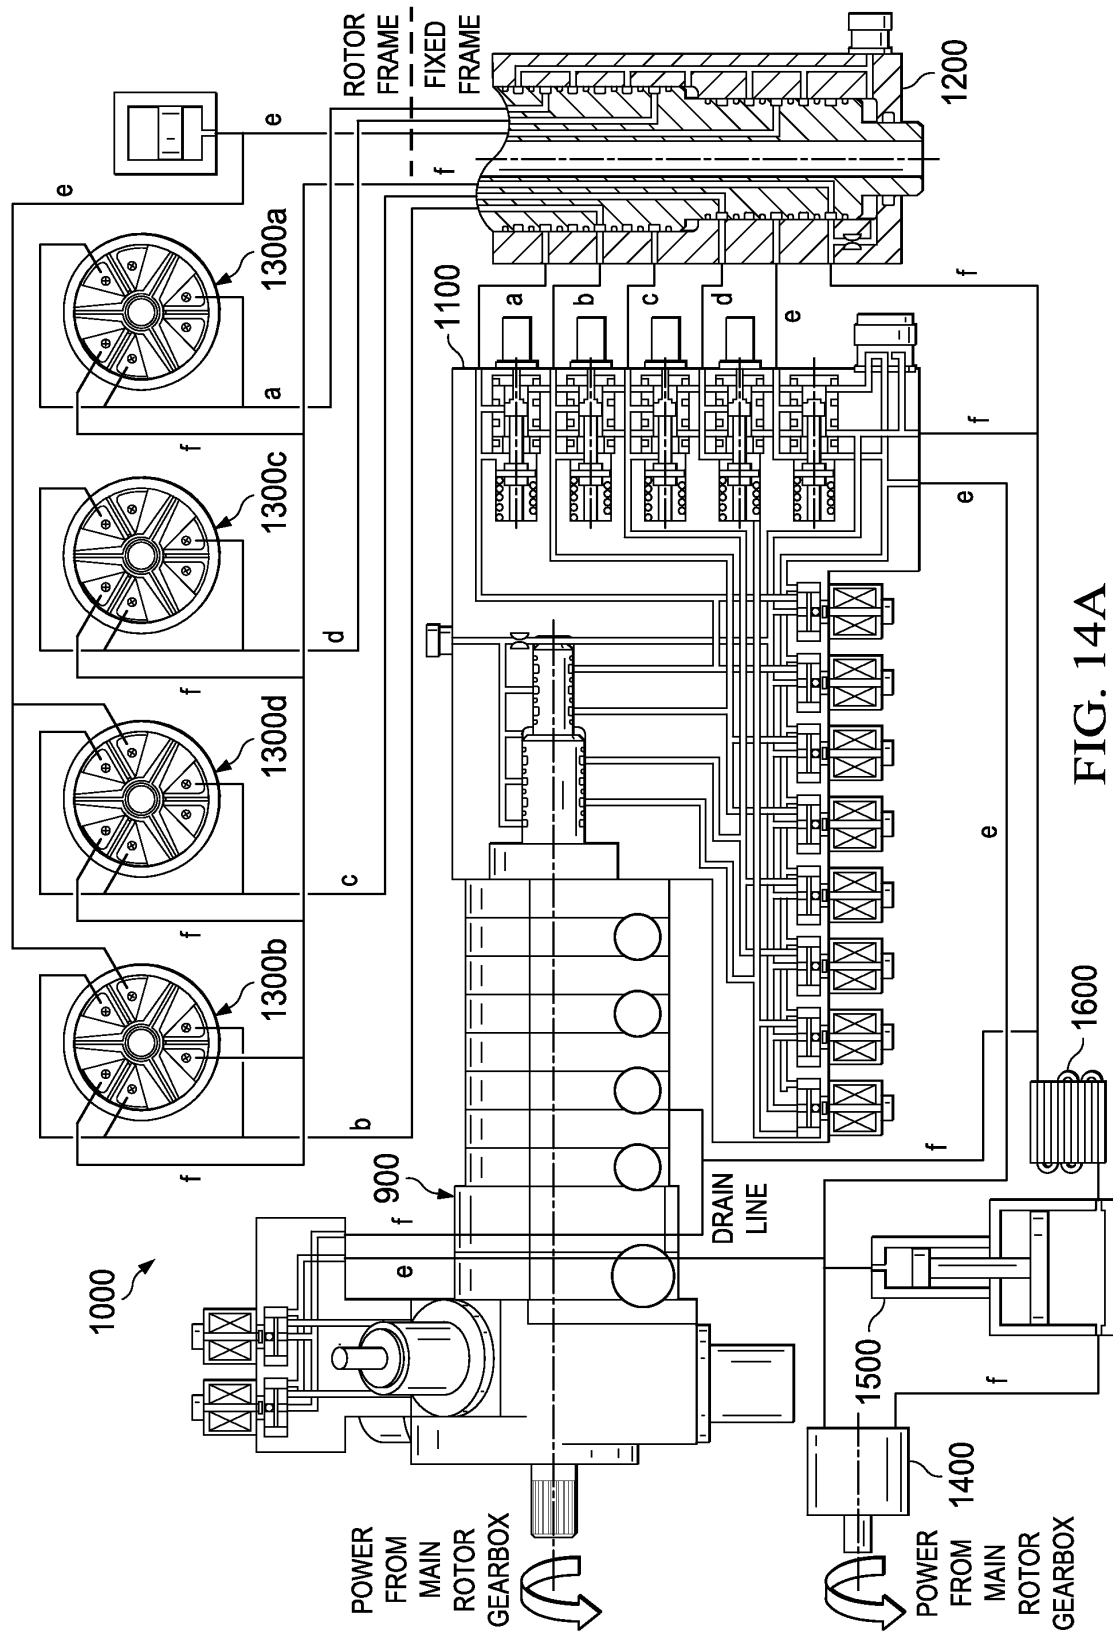 1000
POWER
FROM
MAIN
ROTOR
GEARBOX
POWER
FROM
MAIN
ROTOR
GEARBOX
1400
1500
1600
900
DRAIN
LINE
f
e
f
e
f
e
f
f
e
1300b
1300d
1300c
1300a
f
f
f
f
b
c
d
a
e
e
f
ROTOR
FRAME
FIXED
FRAME
1100
1200
a
b
c
d
e
FIG. 14A